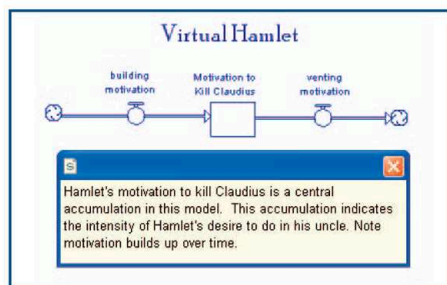 Virtual Hamlet
building
motivation
Motivation to
Kill Claudius
venting
motivation
S
Hamlet's motivation to kill Claudius is a central
accumulation in this model. This accumulation indicates
the intensity of Hamlet's desire to do in his uncle. Note
motivation builds up over time.